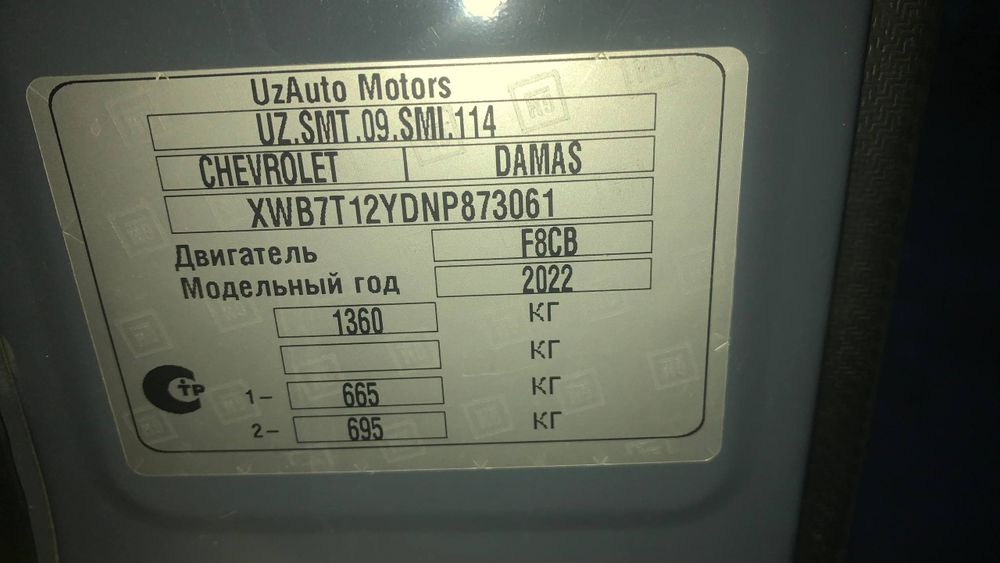 UzAuto Motors
UZ.SMT.09.SMI.114
CHEVROLET DAMAS
XWB7T12YDNP873061
Двигатель F8CB
Модельный год 2022
1360 КГ
КГ
1- 665 КГ
2- 695 КГ
СТР